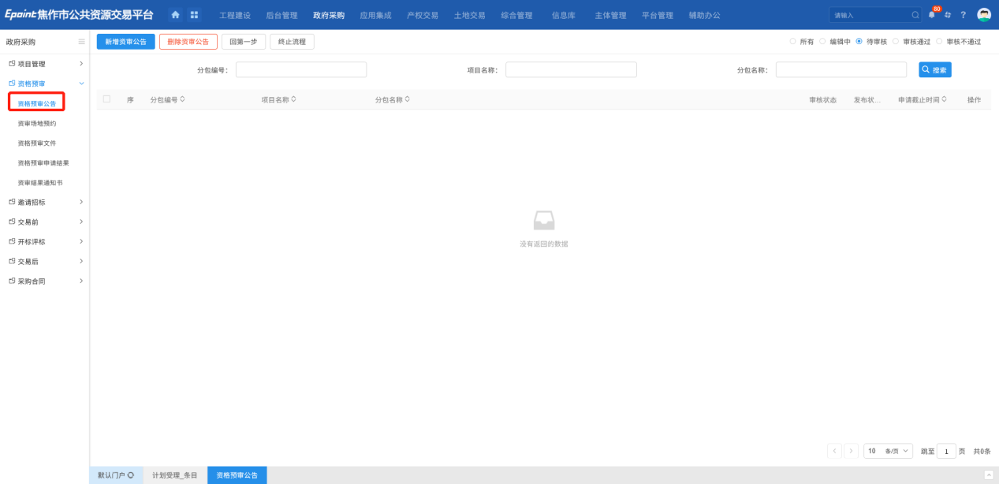 Epoint焦作市公共资源交易平台 工程建设 后台管理 政府采购 应用集成 产权交易 土地交易 综合管理 信息库 主体管理 平台管理 辅助办公 请输入 80 ?
政府采购
新增资审公告 删除资审公告 回第一步 终止流程 所有 编辑中 待审核 审核通过 审核不通过
项目管理
资格预审
资格预审公告
资审场地预约
资格预审文件
资格预审申请结果
资审结果通知书
邀请招标
交易前
开标评标
交易后
采购合同
分包编号： 项目名称： 分包名称： 搜索
序 分包编号 项目名称 分包名称 审核状态 发布状... 申请截止时间 操作
没有返回的数据
10 条/页 跳至 1 页 共0条
默认门户 计划受理_条目 资格预审公告